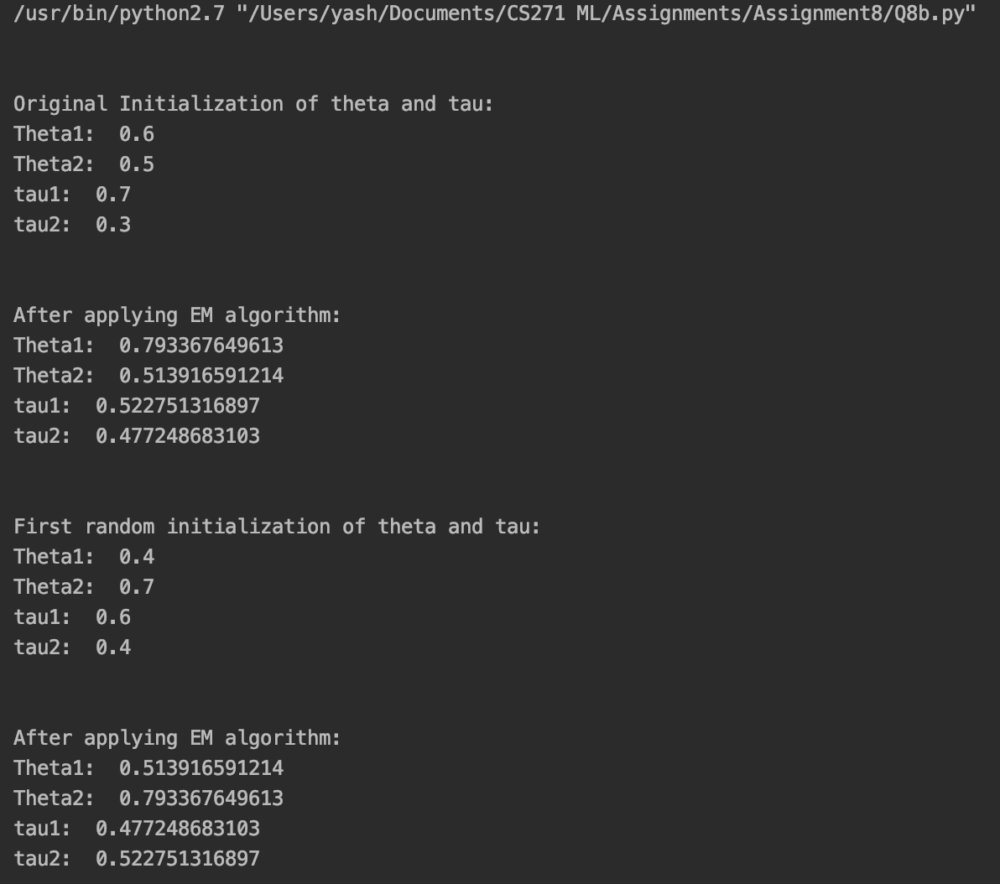 /usr/bin/python2.7 "/Users/yash/Documents/CS271 ML/Assignments/Assignment8/Q8b.py"
Original Initialization of theta and tau:
Theta1:  0.6
Theta2:  0.5
tau1:  0.7
tau2:  0.3
After applying EM algorithm:
Theta1:  0.793367649613
Theta2:  0.513916591214
tau1:  0.522751316897
tau2:  0.477248683103
First random initialization of theta and tau:
Theta1:  0.4
Theta2:  0.7
tau1:  0.6
tau2:  0.4
After applying EM algorithm:
Theta1:  0.513916591214
Theta2:  0.793367649613
tau1:  0.477248683103
tau2:  0.522751316897